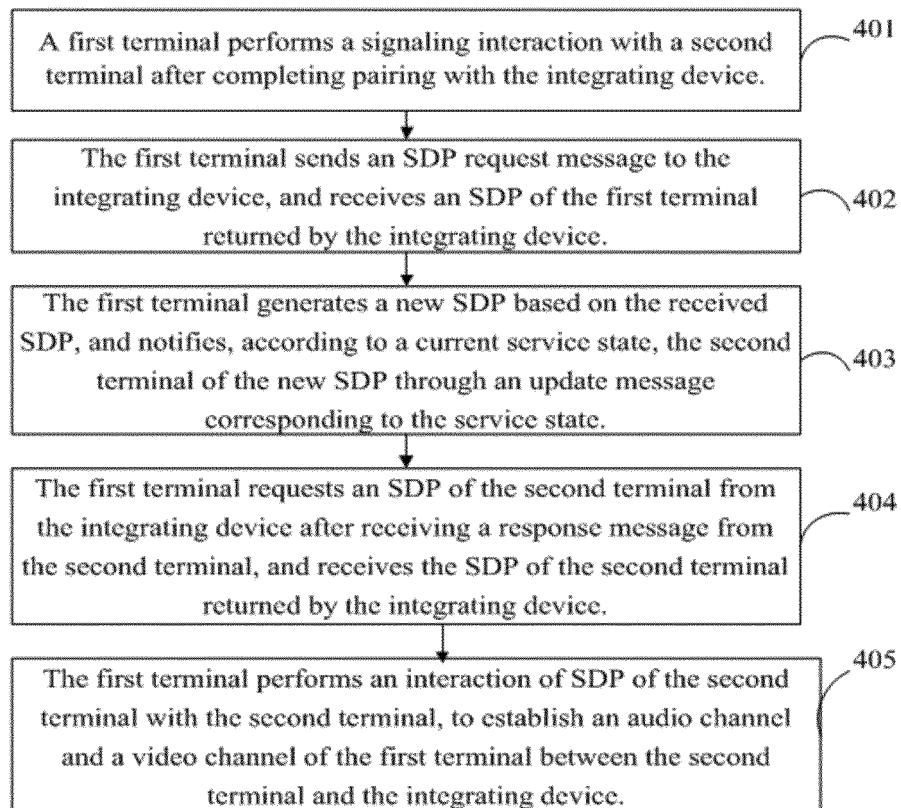 A first terminal performs a signaling interaction with a second
terminal after completing pairing with the integrating device.
401
The first terminal sends an SDP request message to the
integrating device, and receives an SDP of the first terminal
returned by the integrating device.
402
The first terminal generates a new SDP based on the received
SDP, and notifies, according to a current service state, the second
terminal of the new SDP through an update message
corresponding to the service state.
403
The first terminal requests an SDP of the second terminal from
the integrating device after receiving a response message from
the second terminal, and receives the SDP of the second terminal
returned by the integrating device.
404
The first terminal performs an interaction of SDP of the second
terminal with the second terminal, to establish an audio channel
and a video channel of the first terminal between the second
terminal and the integrating device.
405